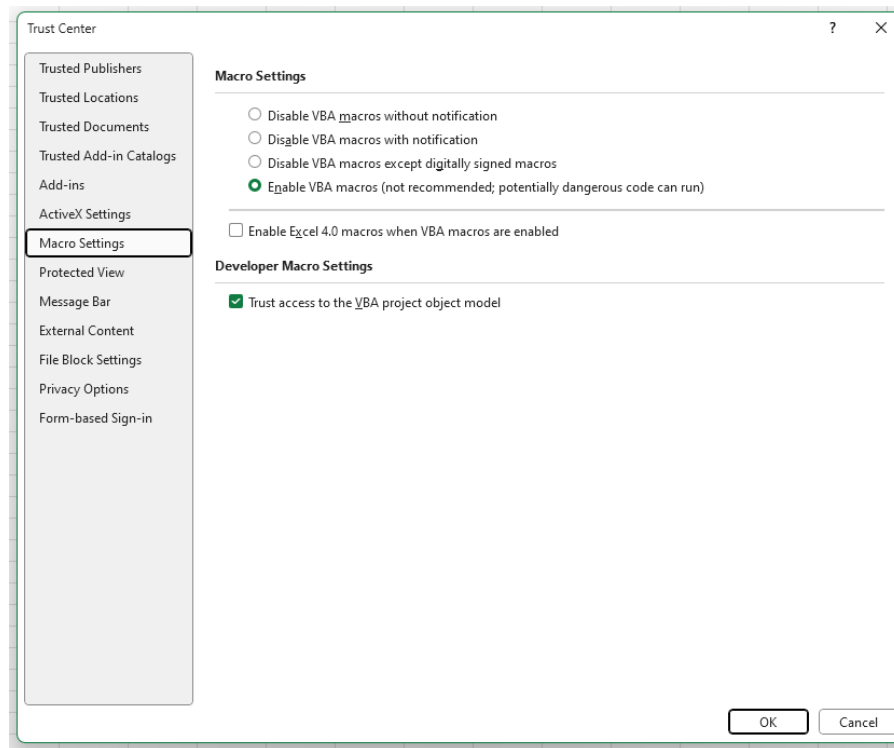 Trust Center
?
Trusted Publishers
Trusted Locations
Trusted Documents
Trusted Add-in Catalogs
Add-ins
ActiveX Settings
Macro Settings
Protected View
Message Bar
External Content
File Block Settings
Privacy Options
Form-based Sign-in
Macro Settings
Disable VBA macros without notification
Disable VBA macros with notification
Disable VBA macros except digitally signed macros
Enable VBA macros (not recommended; potentially dangerous code can run)
Enable Excel 4.0 macros when VBA macros are enabled
Developer Macro Settings
Trust access to the VBA project object model
OK
Cancel